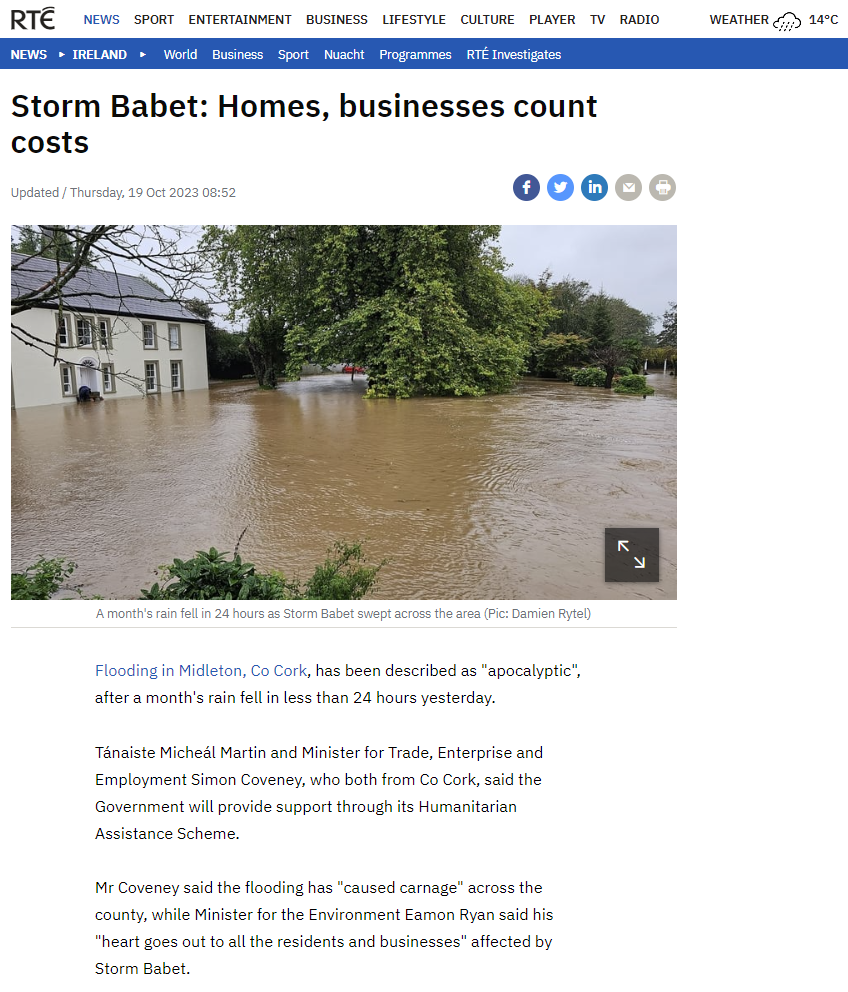 RTÉ NEWS SPORT ENTERTAINMENT BUSINESS LIFESTYLE CULTURE PLAYER TV RADIO WEATHER 14°C
NEWS ▸ IRELAND ▸ World Business Sport Nuacht Programmes RTÉ Investigates
Storm Babet: Homes, businesses count
costs
Updated / Thursday, 19 Oct 2023 08:52
A month's rain fell in 24 hours as Storm Babet swept across the area (Pic: Damien Rytel)
Flooding in Midleton, Co Cork, has been described as "apocalyptic",
after a month's rain fell in less than 24 hours yesterday.
Tánaiste Micheál Martin and Minister for Trade, Enterprise and
Employment Simon Coveney, who both from Co Cork, said the
Government will provide support through its Humanitarian
Assistance Scheme.
Mr Coveney said the flooding has "caused carnage" across the
county, while Minister for the Environment Eamon Ryan said his
"heart goes out to all the residents and businesses" affected by
Storm Babet.